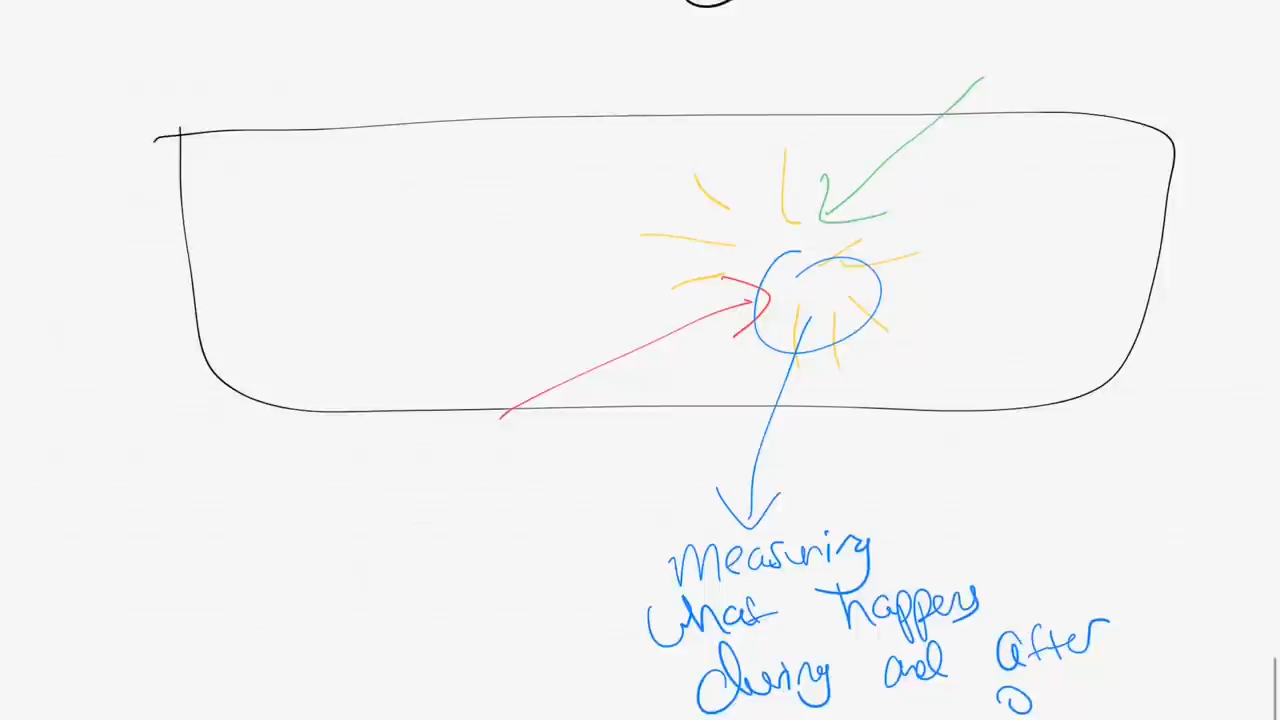 Measuring
what happens
during and after
a